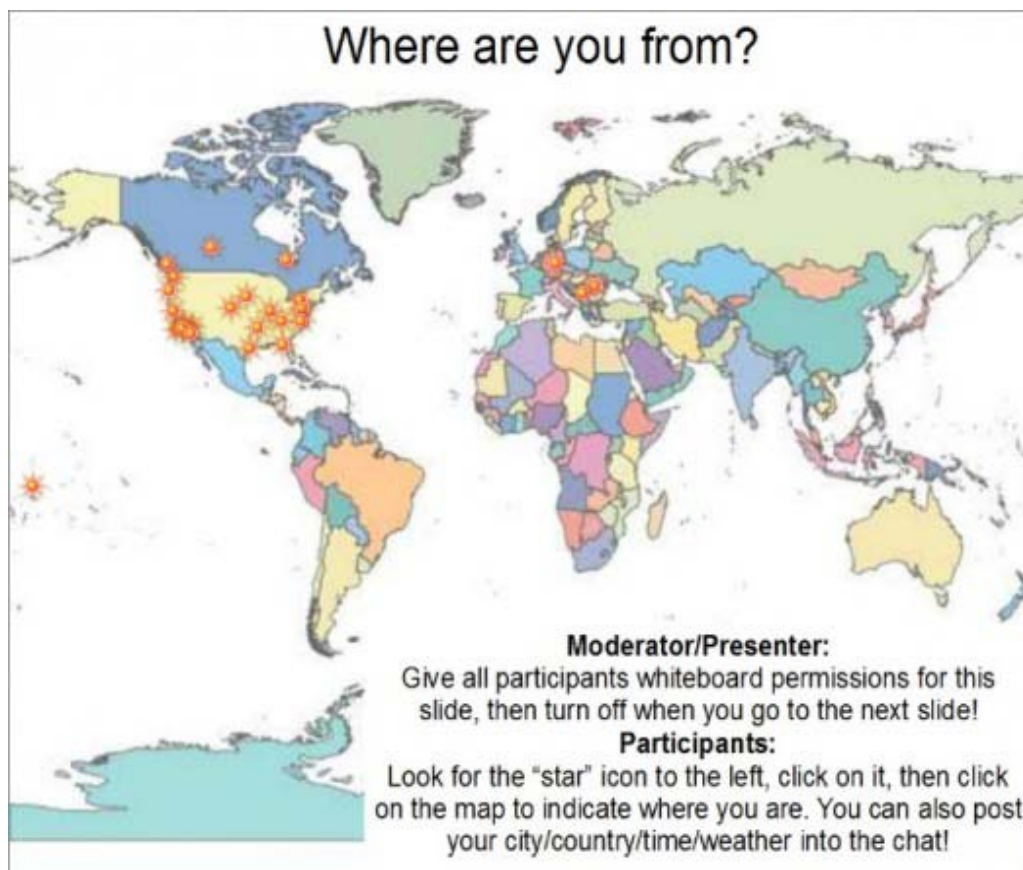 Where are you from?
Moderator/Presenter:
Give all participants whiteboard permissions for this
slide, then turn off when you go to the next slide!
Participants:
Look for the “star” icon to the left, click on it, then click
on the map to indicate where you are. You can also post
your city/country/time/weather into the chat!